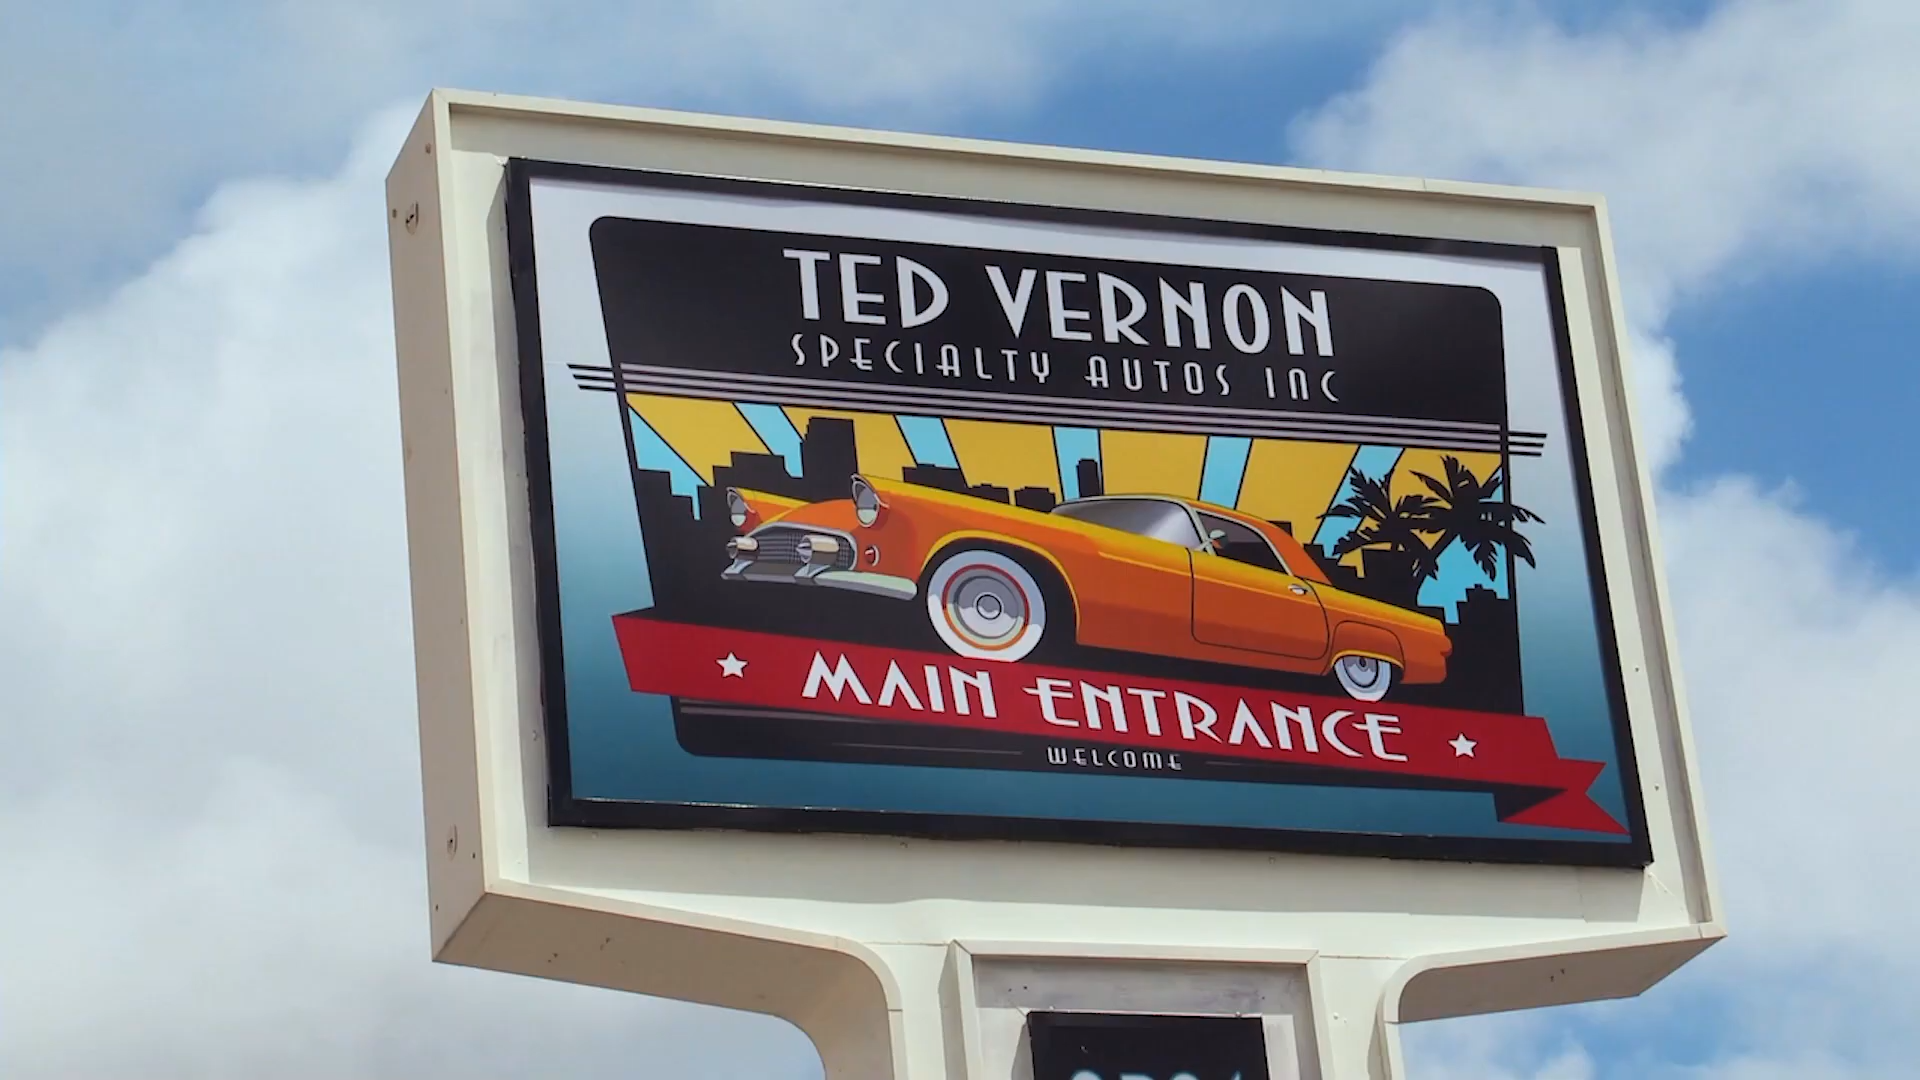 TED VERNON
SPECIALTY AUTOS INC
MAIN ENTRANCE
WELCOME